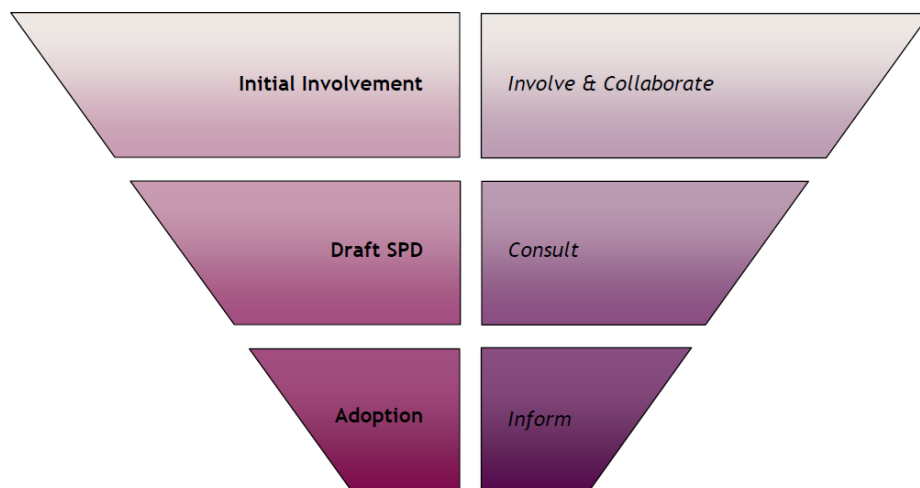 Initial Involvement
Involve & Collaborate
Draft SPD
Consult
Adoption
Inform